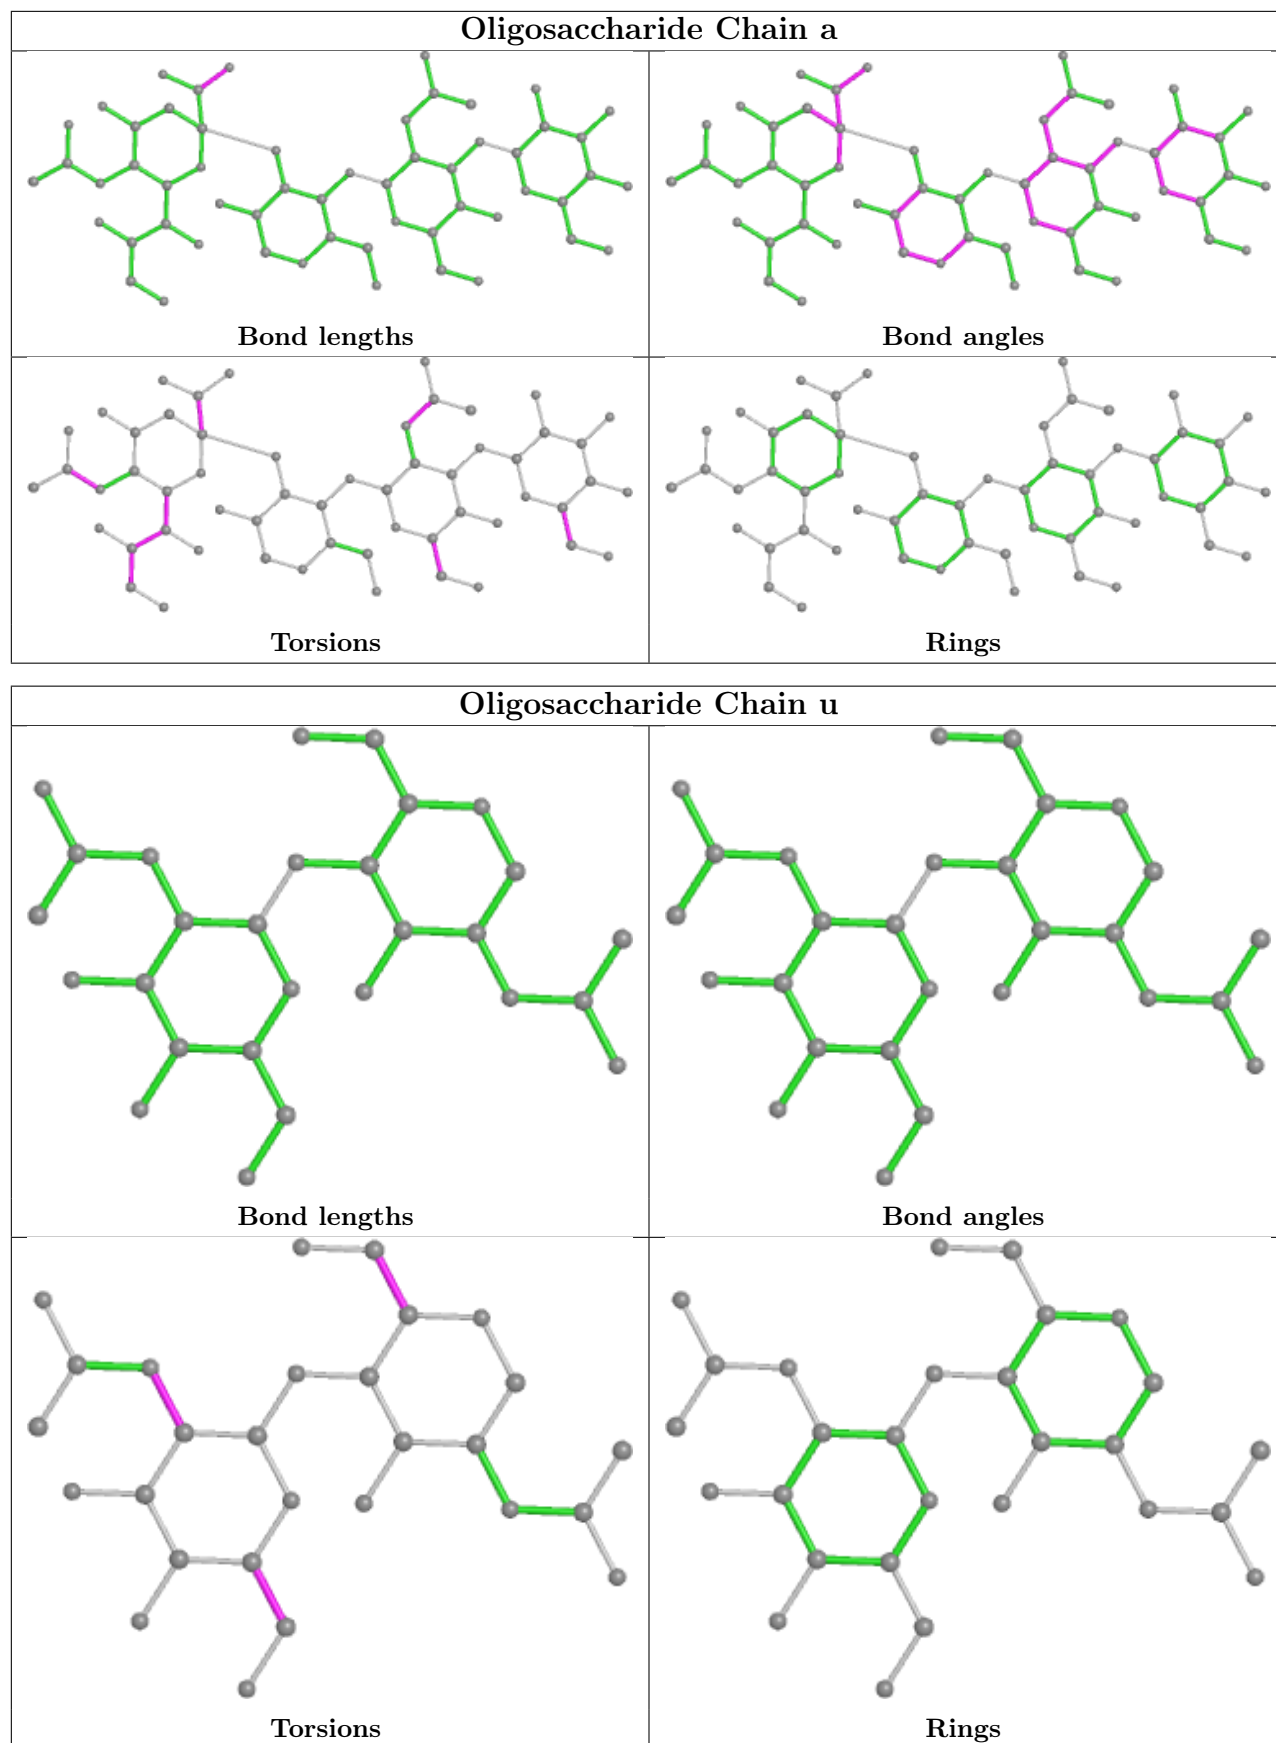 Oligosaccharide Chain a
Bond lengths
Bond angles
Torsions
Rings
Oligosaccharide Chain u
Bond lengths
Bond angles
Torsions
Rings